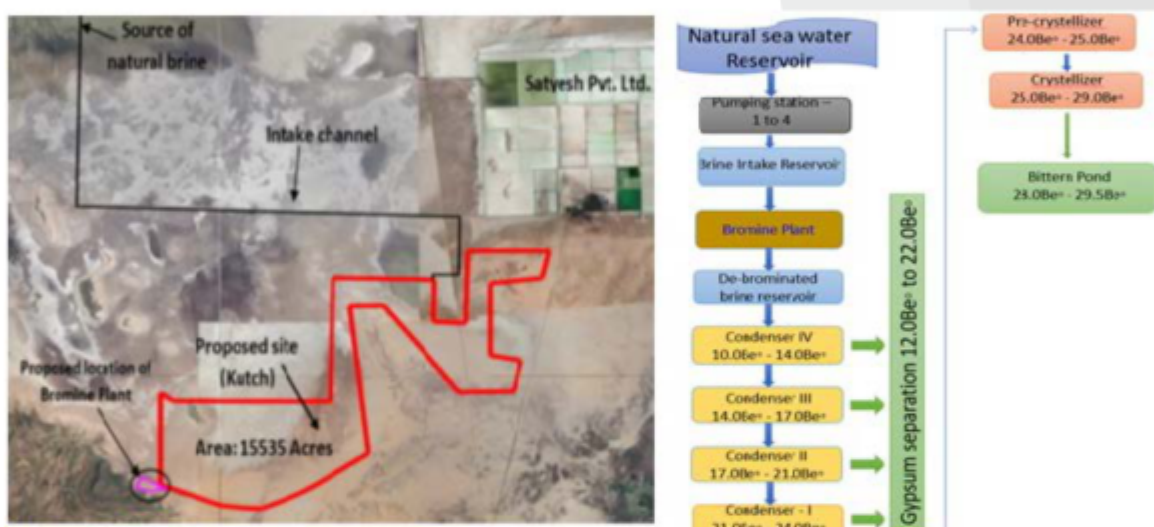 Source of
natural brine
Satyesh Pvt. Ltd.
Intake channel
Proposed site
(Kutch)
Proposed location of
Bromine Plant
Area: 15535 Acres
Natural sea water
Reservoir
Pumping station –
1 to 4
Brine Intake Reservoir
Bromine Plant
De-brominated
brine reservoir
Condenser IV
10.0Be° - 14.0Be°
Condenser III
14.0Be° - 17.0Be°
Condenser II
17.0Be° - 21.0Be°
Condenser - I
21.0Be° - 24.0Be°
Gypsum separation 12.0Be° to 22.0Be°
Pre-crystellizer
24.0Be° - 25.0Be°
Crystellizer
25.0Be° - 29.0Be°
Bittern Pond
29.5Be°